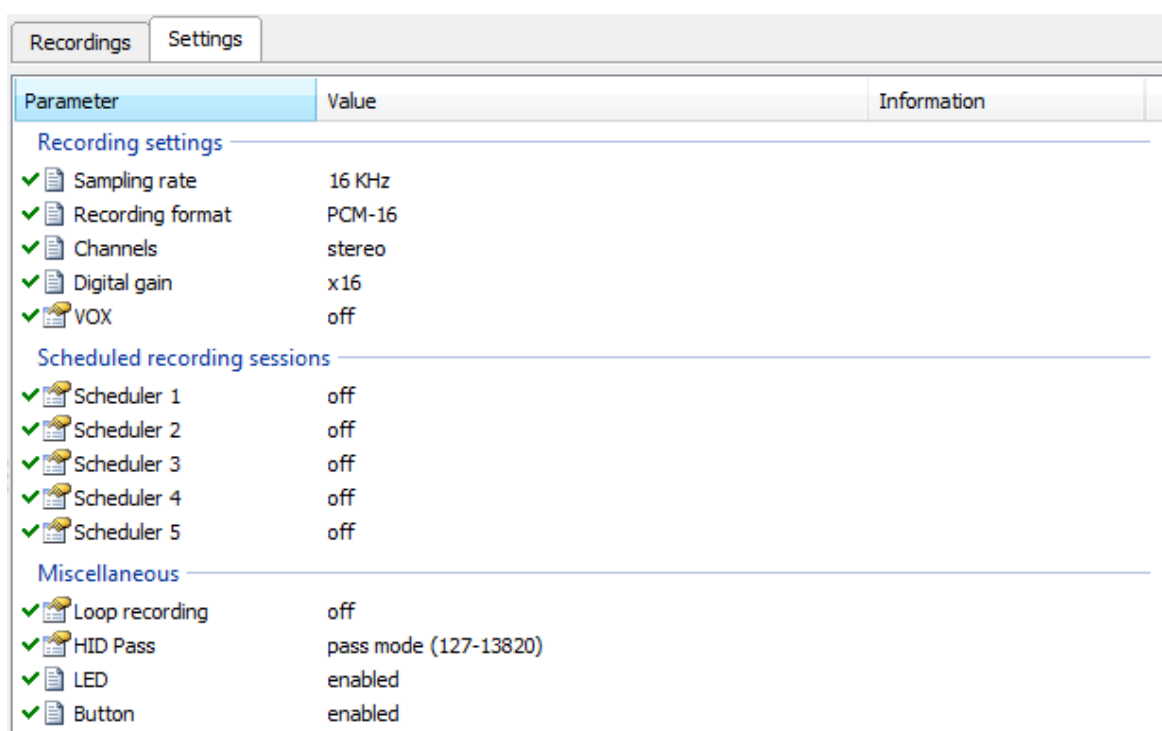 Recordings Settings
Parameter Value Information
Recording settings
Sampling rate 16 KHz
Recording format PCM-16
Channels stereo
Digital gain x16
VOX off
Scheduled recording sessions
Scheduler 1 off
Scheduler 2 off
Scheduler 3 off
Scheduler 4 off
Scheduler 5 off
Miscellaneous
Loop recording off
HID Pass pass mode (127-13820)
LED enabled
Button enabled